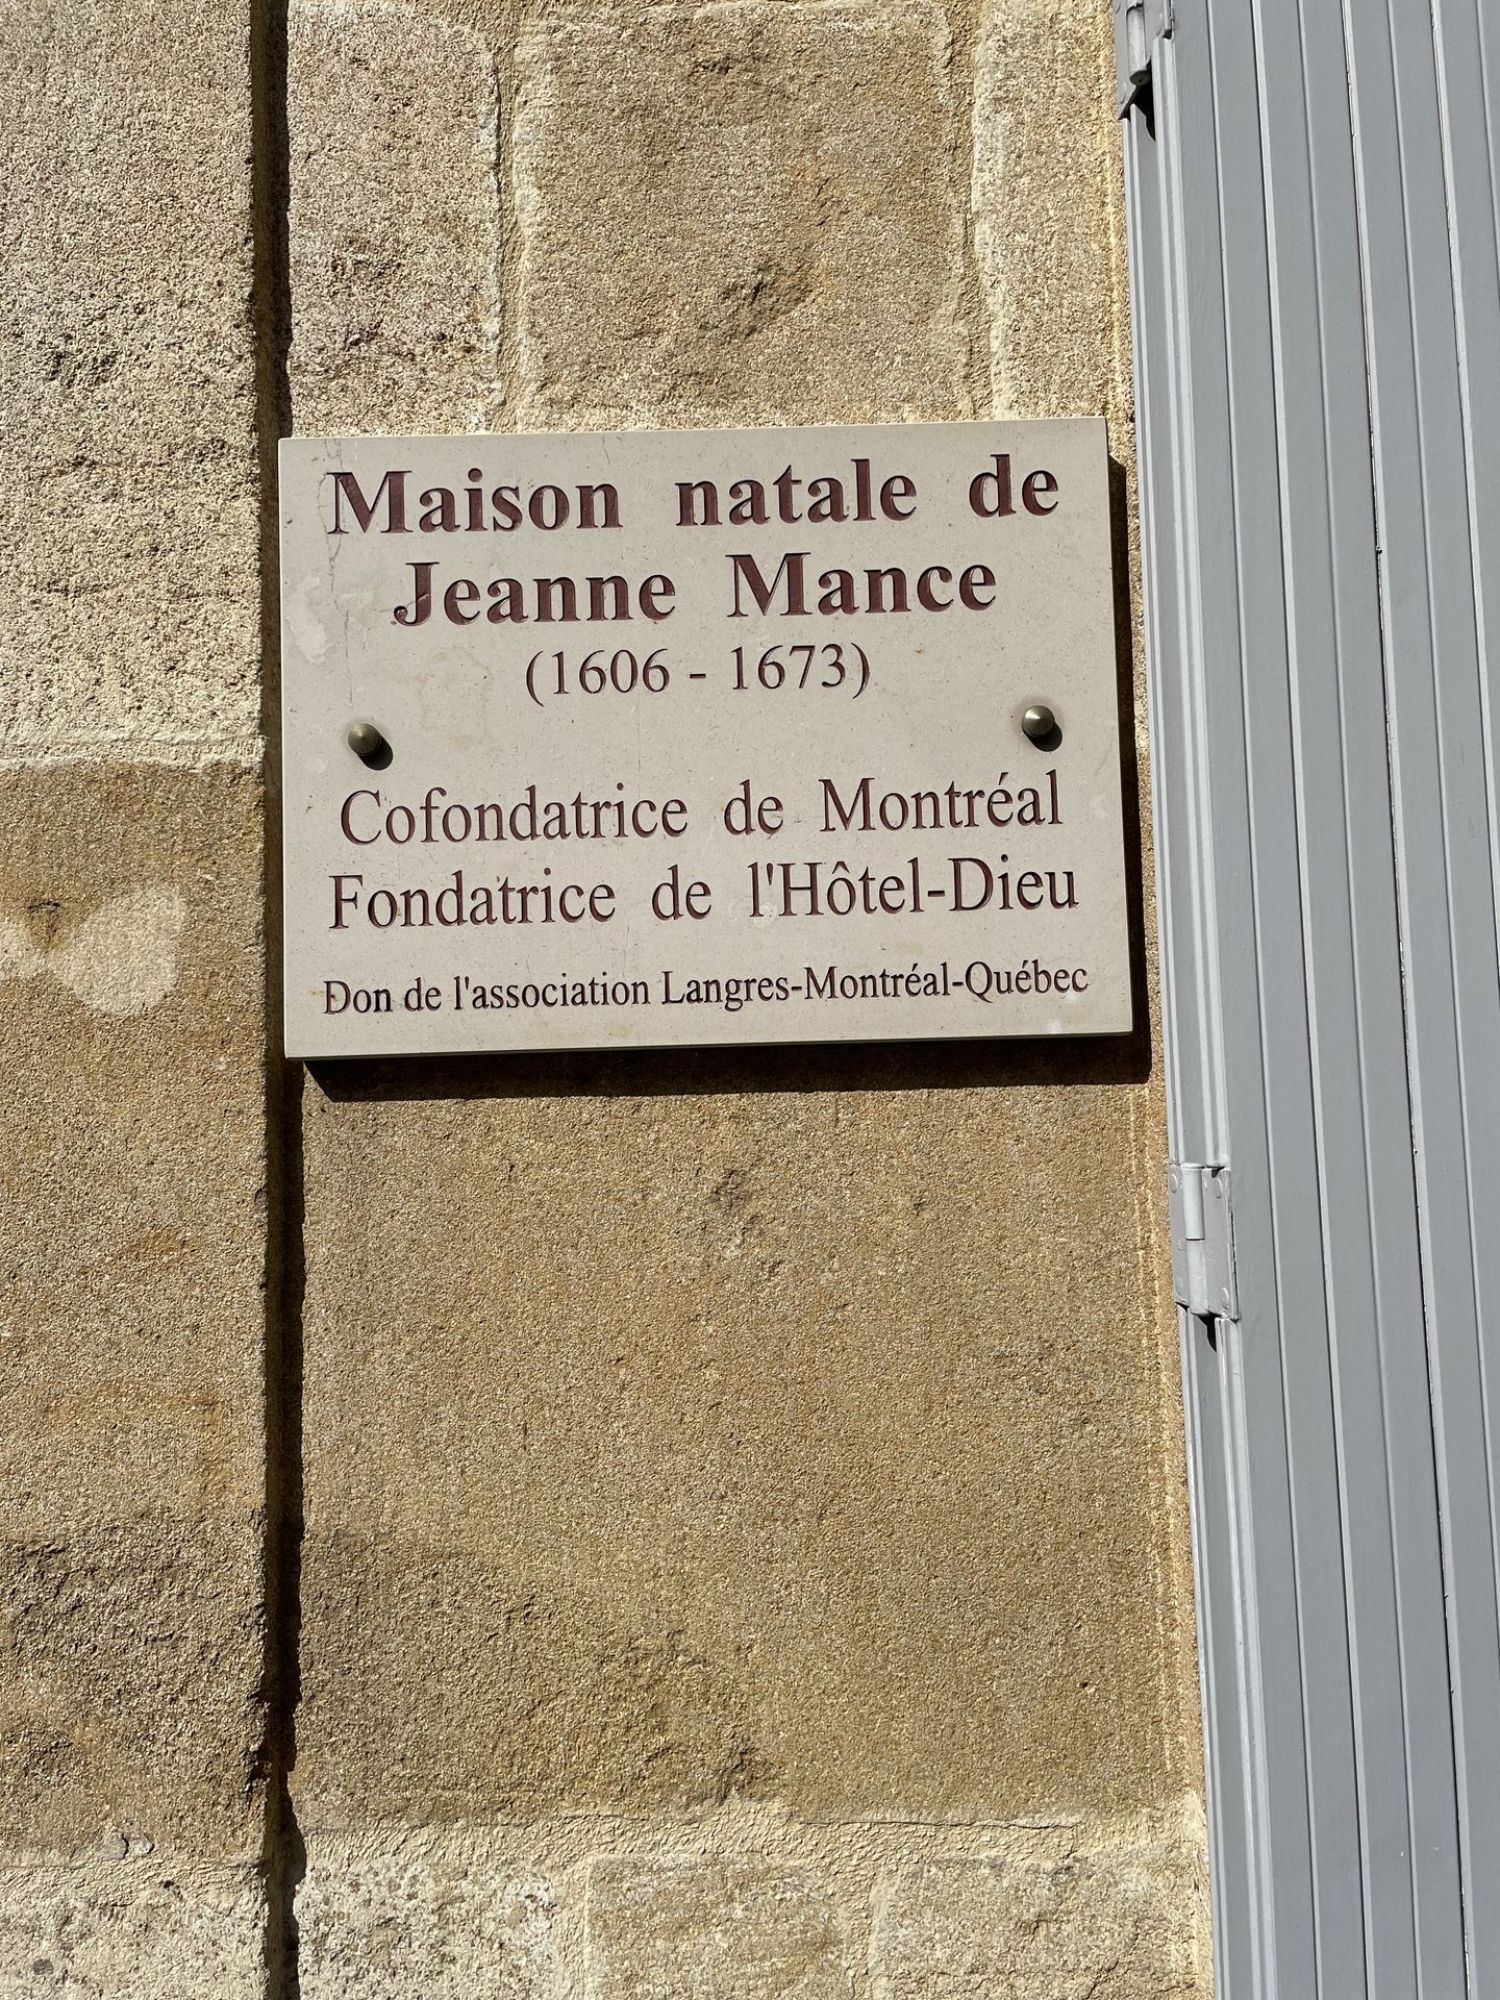 Maison natale de
Jeanne Mance
(1606 - 1673)
Cofondatrice de Montréal
Fondatrice de l'Hôtel-Dieu
Don de l'association Langres-Montréal-Québec